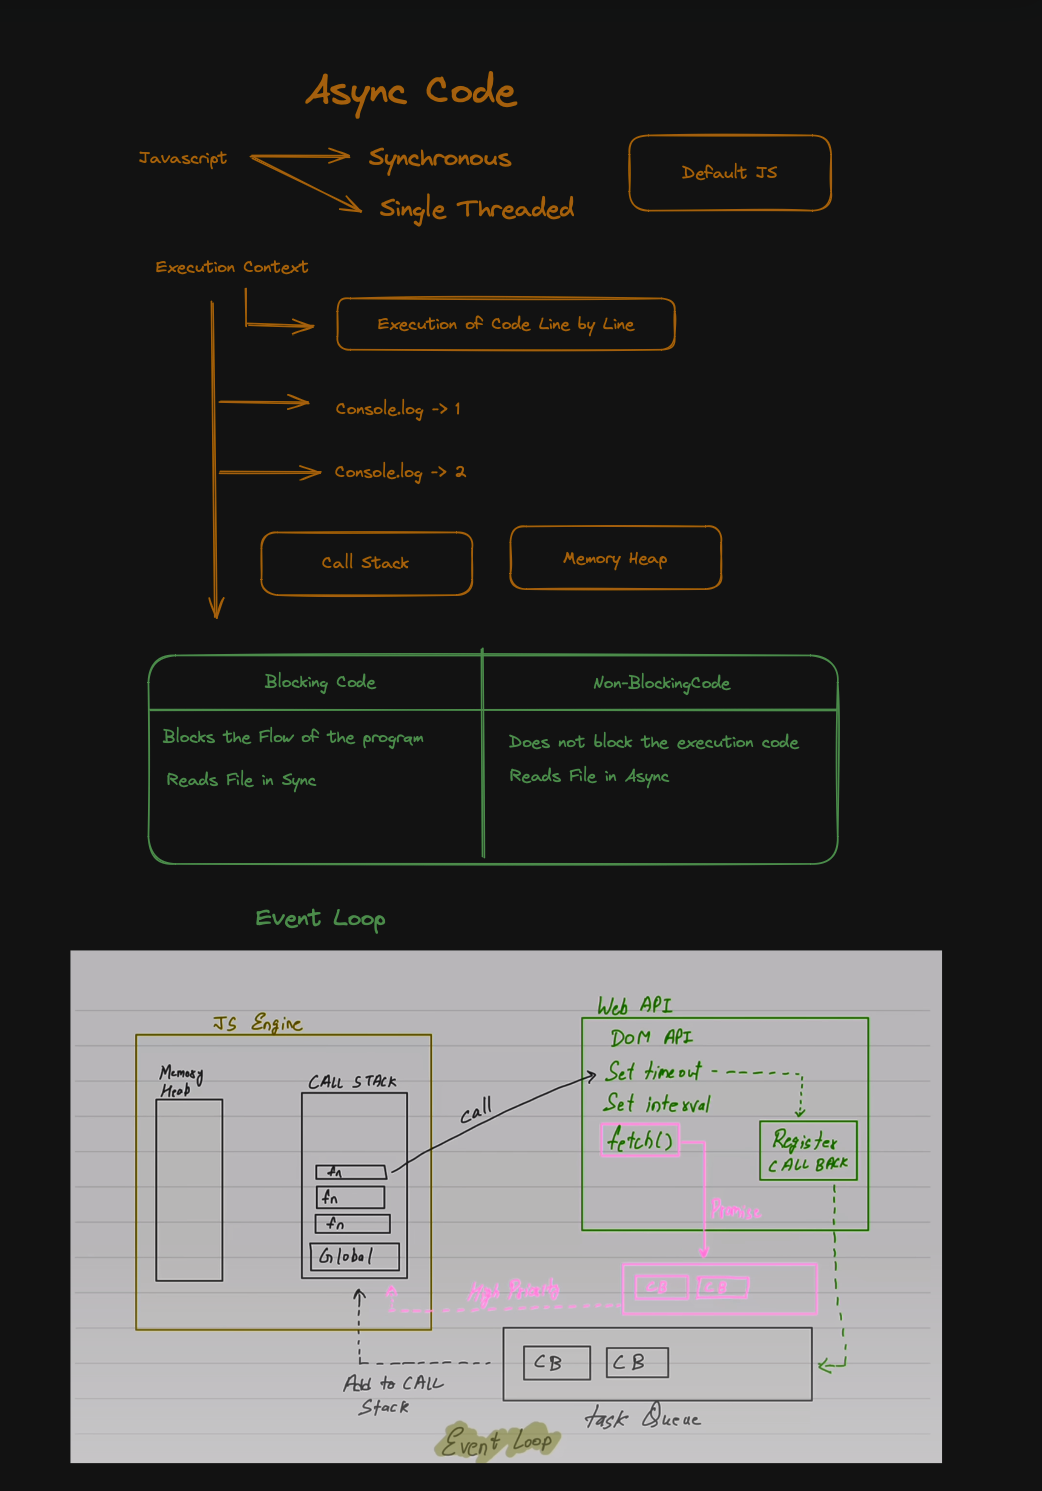 Async Code
Javascript
Synchronous
Single Threaded
Default JS
Execution Context
Execution of Code Line by Line
Console.log -> 1
Console.log -> 2
Call Stack
Memory Heap
Blocking Code
Non-BlockingCode
Blocks the Flow of the program
Reads File in Sync
Does not block the execution code
Reads File in Async
Event Loop
JS Engine
Memory
Heap
CALL STACK
fn
fn
fn
Global
call
Web API
DOM API
Set timeout
Set interval
fetch()
Register
CALL BACK
Promise
High Priority
CB
CB
CB
CB
Add to CALL
Stack
task Queue
Event Loop